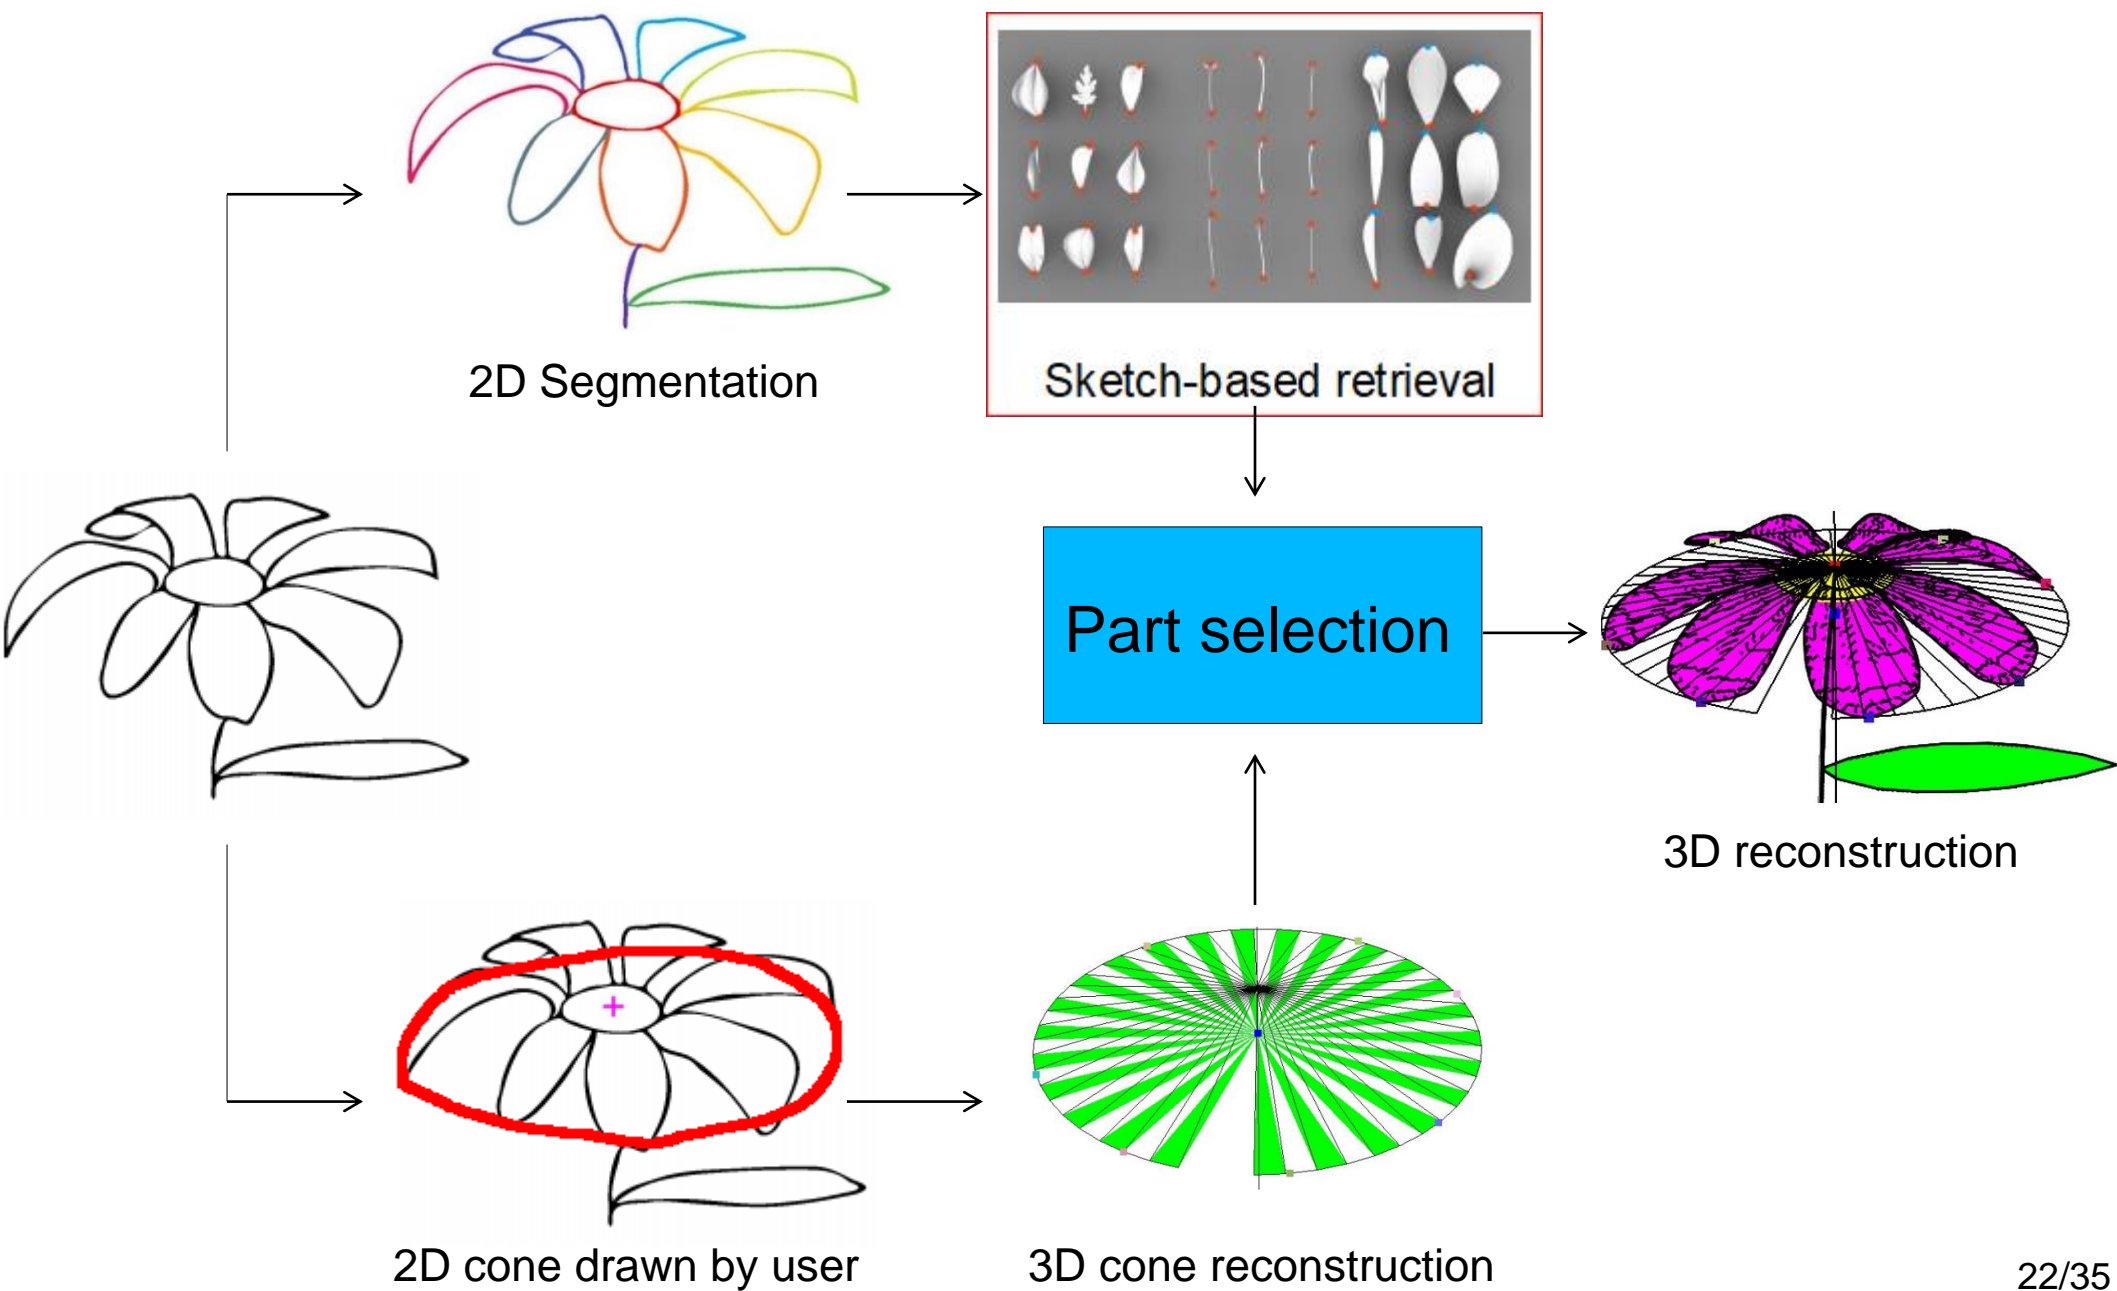 2D Segmentation
Sketch-based retrieval
Part selection
3D reconstruction
2D cone drawn by user
3D cone reconstruction
22/35